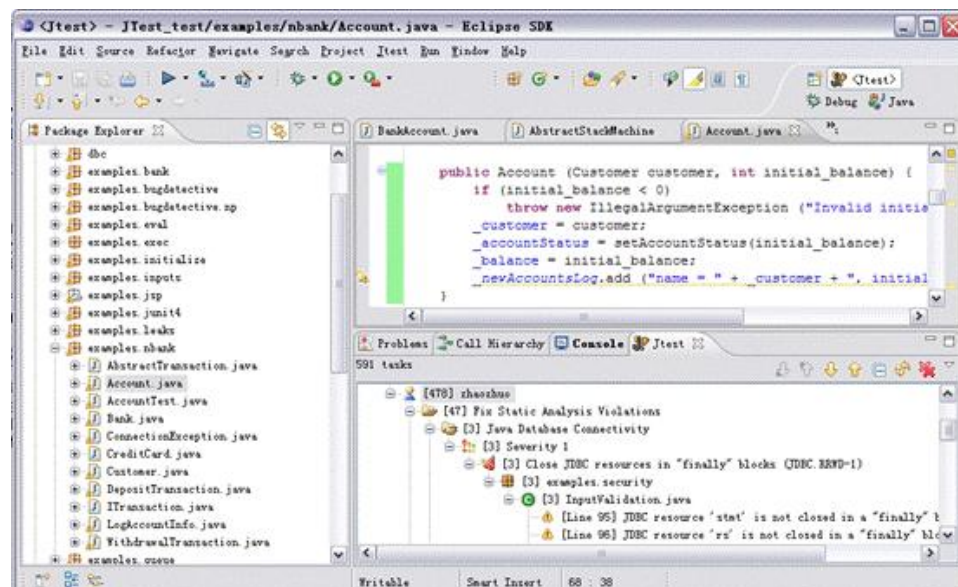 <Jtest> - JTest_test/examples/nbank/Account.java - Eclipse SDK
File Edit Source Refactor Navigate Search Project Jtest Run Window Help
<Jtest>
Debug Java
Package Explorer
dbc
examples.bank
examples.bugdetective
examples.bugdetective.np
examples.eval
examples.exec
examples.initialize
examples.inputs
examples.jsp
examples.junit4
examples.leaks
examples.nbank
AbstractTransaction.java
Account.java
AccountTest.java
Bank.java
ConnectionException.java
CreditCard.java
Customer.java
DepositTransaction.java
ITransaction.java
LogAccountInfo.java
WithdrawalTransaction.java
examples.queue
BankAccount.java AbstractStackMachine Account.java
public Account (Customer customer, int initial_balance) {
if (initial_balance < 0)
throw new IllegalArgumentException ("Invalid initia
_customer = customer;
_accountStatus = setAccountStatus(initial_balance);
_balance = initial_balance;
_newAccountsLog.add ("name = " + _customer + ", initial
}
Problems Call Hierarchy Console Jtest
591 tasks
[478] zhaozhuo
[47] Fix Static Analysis Violations
[3] Java Database Connectivity
[3] Severity 1
[3] Close JDBC resources in "finally" blocks (JDBC.RRWD-1)
[3] examples.security
[3] InputValidation.java
[Line 95] JDBC resource 'stmt' is not closed in a "finally" b
[Line 96] JDBC resource 'rs' is not closed in a "finally" blo
Writable Smart Insert 68 : 38